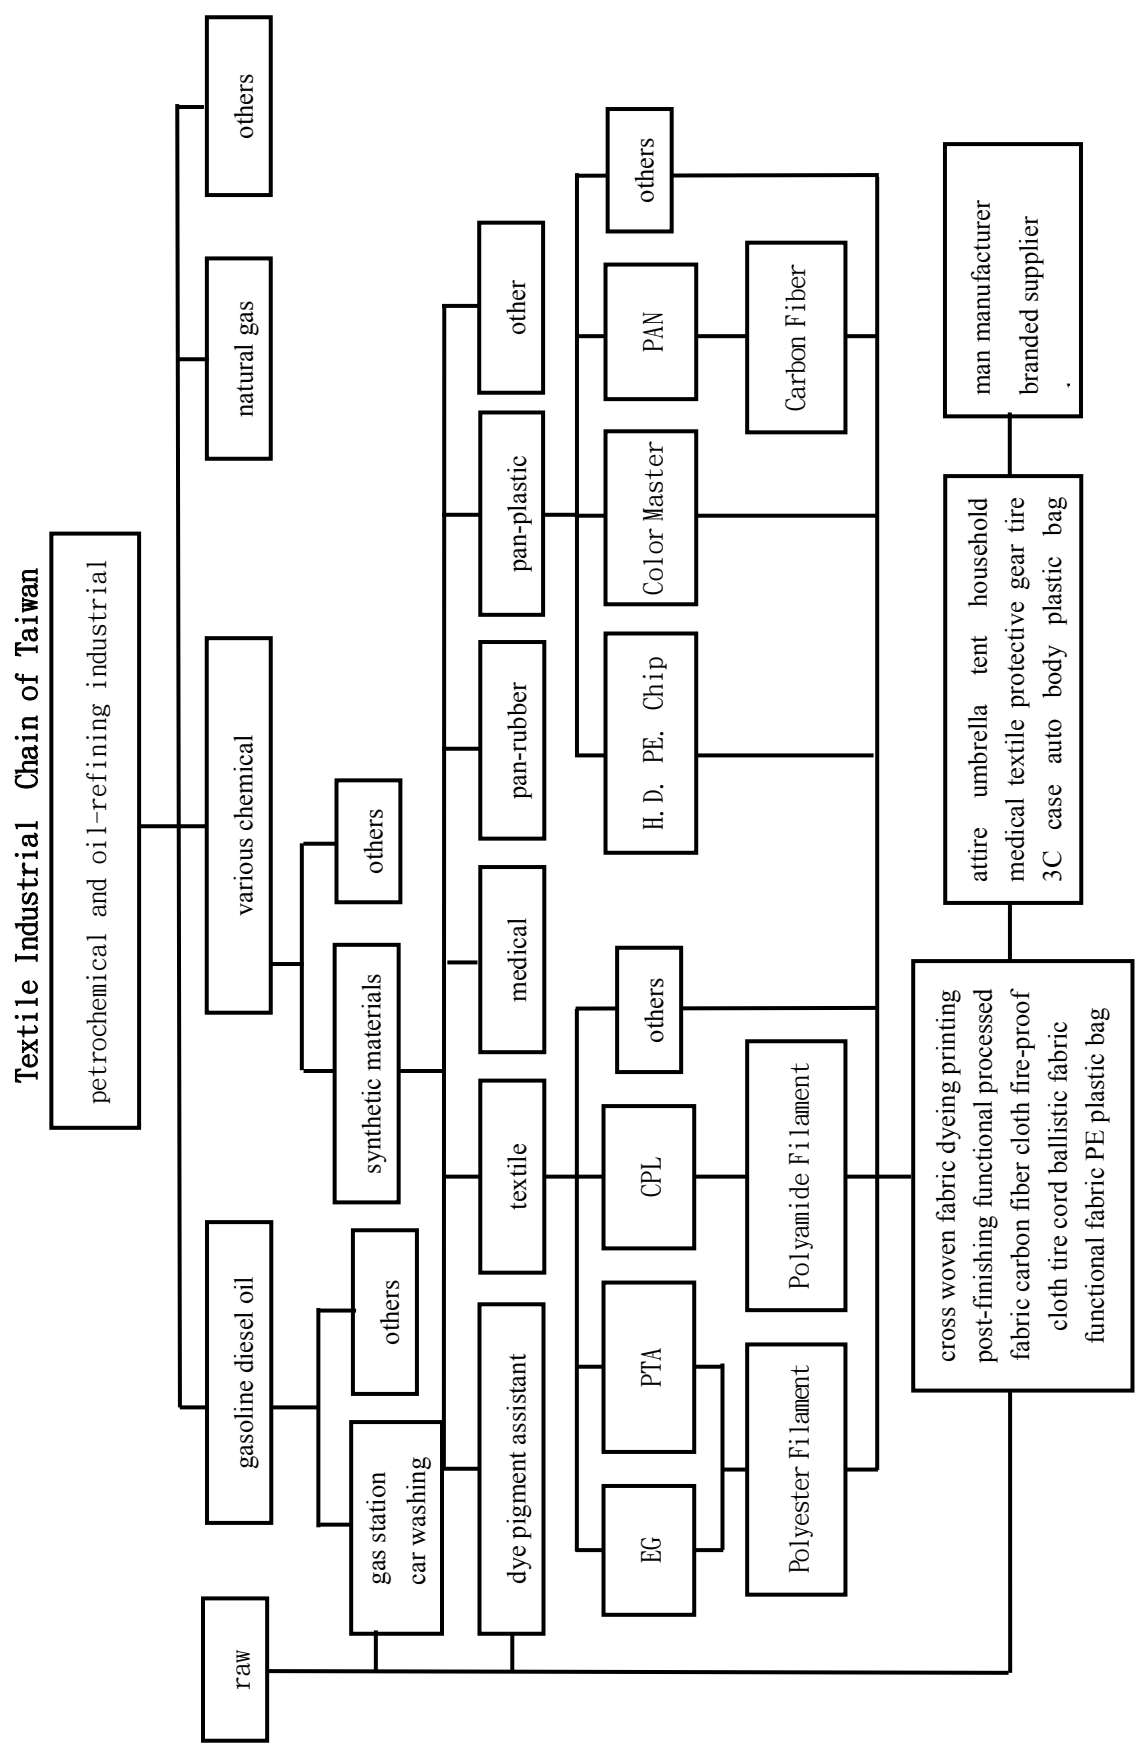 Textile Industrial Chain of Taiwan
petrochemical and oil-refining industrial
raw
gasoline diesel oil
various chemical
natural gas
others
gas station
car washing
others
synthetic materials
others
dye pigment assistant
textile
medical
pan-rubber
pan-plastic
other
EG
PTA
CPL
others
H.D. PE. Chip
Color Master
PAN
others
Polyester Filament
Polyamide Filament
Carbon Fiber
cross woven fabric dyeing printing
post-finishing functional processed
fabric carbon fiber cloth fire-proof
cloth tire cord ballistic fabric
functional fabric PE plastic bag
attire umbrella tent household
medical textile protective gear tire
3C case auto body plastic bag
man manufacturer
branded supplier
.